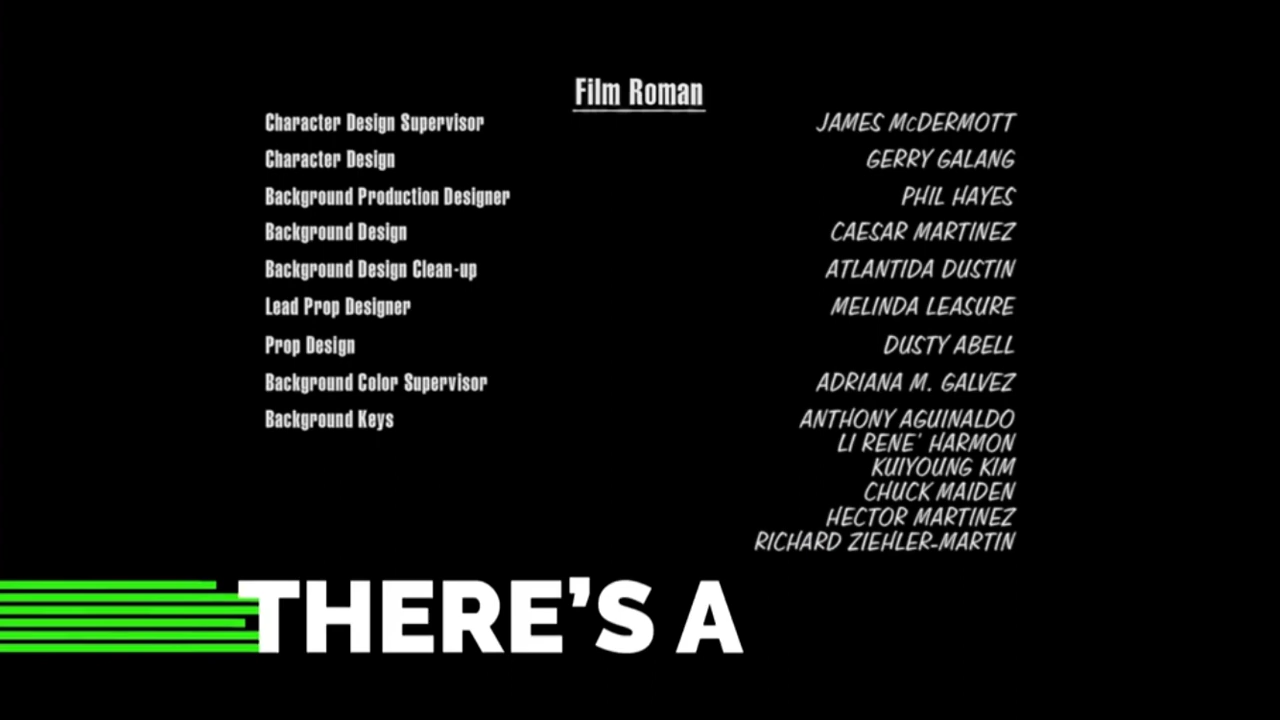 Film Roman
Character Design Supervisor JAMES McDERMOTT
Character Design GERRY GALANG
Background Production Designer PHIL HAYES
Background Design CAESAR MARTINEZ
Background Design Clean-up ATLANTIDA DUSTIN
Lead Prop Designer MELINDA LEASURE
Prop Design DUSTY ABELL
Background Color Supervisor ADRIANA M. GALVEZ
Background Keys ANTHONY AGUINALDO
LI RENE' HARMON
KUIYOUNG KIM
CHUCK MAIDEN
HECTOR MARTINEZ
RICHARD ZIEHLER-MARTIN
THERE'S A